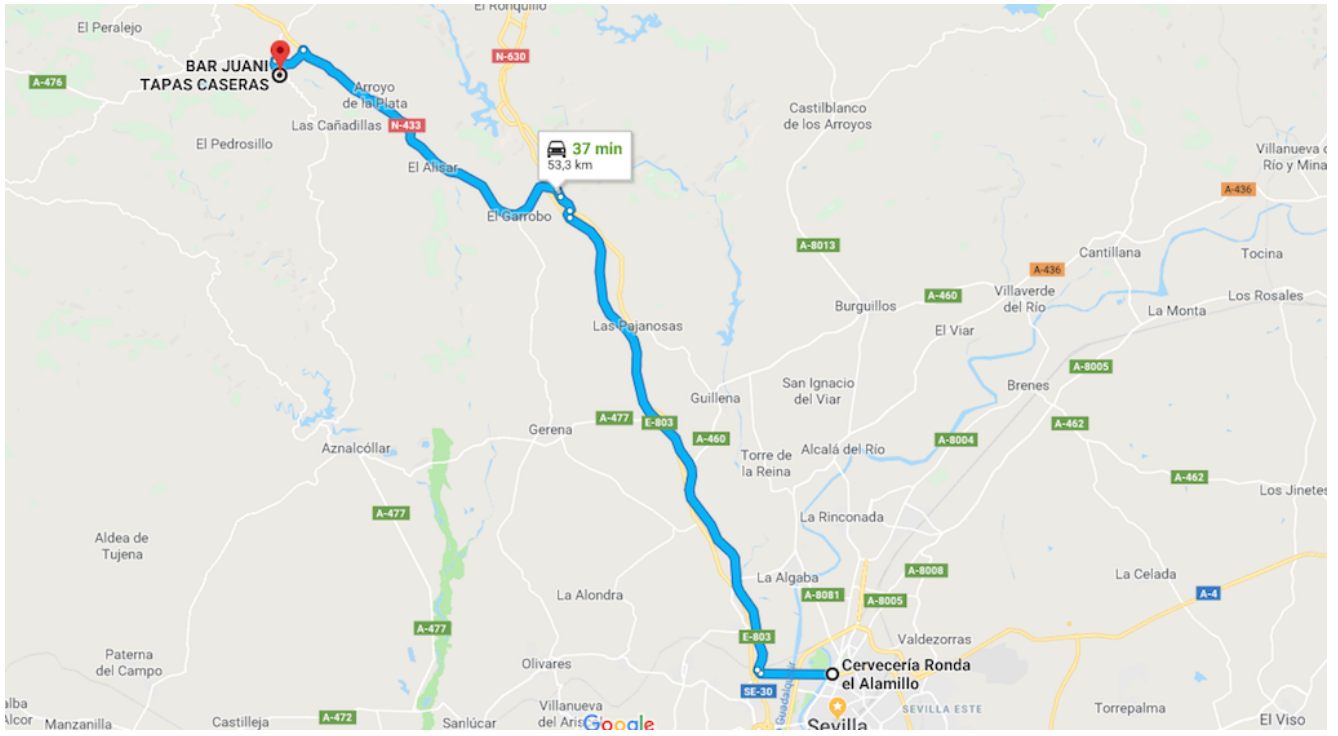 El Ronquillo
El Peralejo
N-630
BAR JUANI
TAPAS CASERAS
A-476
Arroyo
de la Plata
Castilblanco
de los Arroyos
Las Cañadillas
N-433
El Pedrosillo
37 min
53,3 km
Villanueva d
Río y Mina
El Alisar
A-436
El Garrobo
A-8013
Cantillana
Tocina
A-436
A-460
Villaverde
del Río
Los Rosales
Burguillos
La Monta
El Viar
Las Pajanosas
A-8005
San Ignacio
del Viar
Brenes
Guillena
A-477
E-803
A-462
Gerena
A-460
A-8004
Aznalcóllar
Torre de
la Reina
Alcalá del Río
A-462
Los Jinetes
A-477
La Rinconada
Aldea de
Tujena
A-8008
La Algaba
La Celada
A-8081
A-8005
A-4
La Alondra
A-477
E-803
Valdezorras
Paterna
del Campo
Olivares
Cervecería Ronda
el Alamillo
SE-30
Guadalquivir
alba
Alcor
Manzanilla
Castilleja
A-472
Sanlúcar
Villanueva
del Aris
Google
Sevilla
SEVILLA ESTE
Torrepalma
El Viso